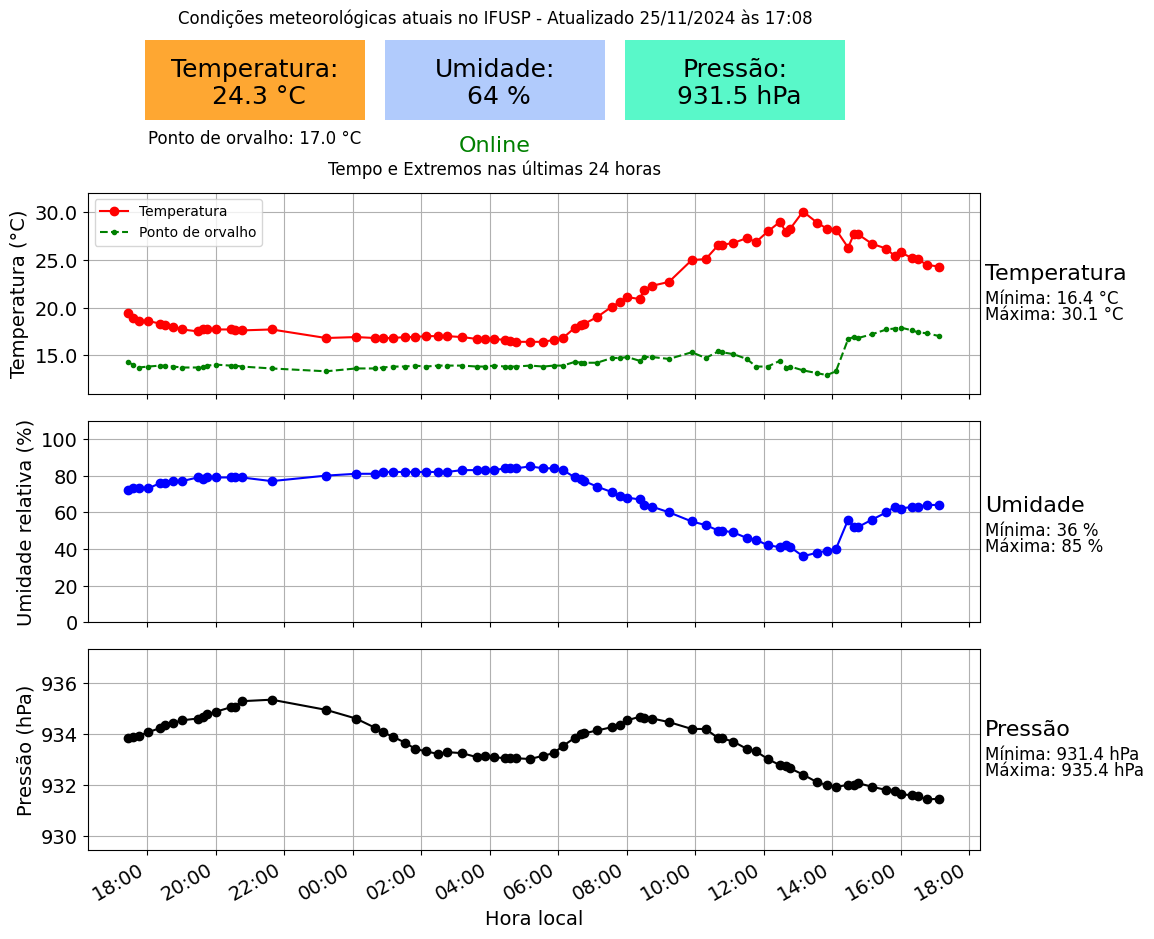 Condições meteorológicas atuais no IFUSP - Atualizado 25/11/2024 às 17:08
Temperatura:
24.3 °C
Umidade:
64 %
Pressão:
931.5 hPa
Ponto de orvalho: 17.0 °C
Online
Tempo e Extremos nas últimas 24 horas
Temperatura (°C)
30.0
25.0
20.0
15.0
Temperatura
Ponto de orvalho
Temperatura
Mínima: 16.4 °C
Máxima: 30.1 °C
Umidade relativa (%)
100
80
60
40
20
0
Umidade
Mínima: 36 %
Máxima: 85 %
Pressão (hPa)
936
934
932
930
Pressão
Mínima: 931.4 hPa
Máxima: 935.4 hPa
18:00
20:00
22:00
00:00
02:00
04:00
06:00
08:00
10:00
12:00
14:00
16:00
18:00
Hora local